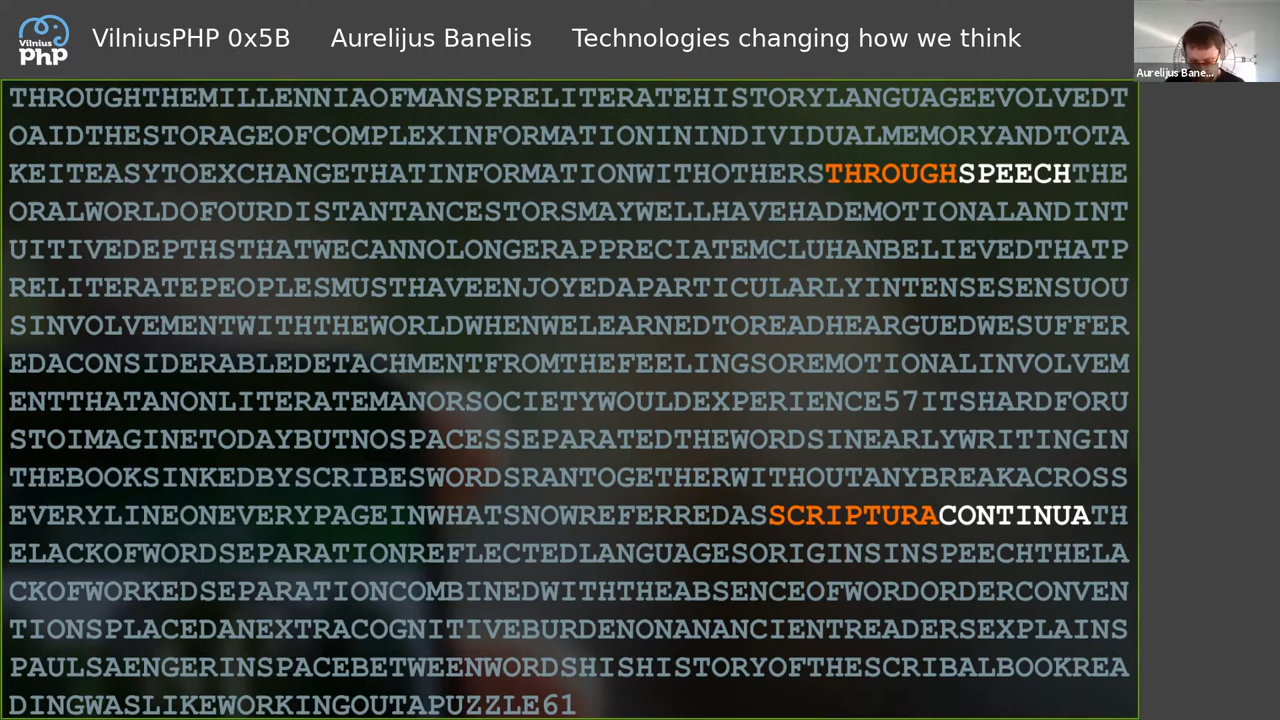 Vilnius
php
VilniusPHP 0x5B Aurelijus Banelis Technologies changing how we think
Aurelijus Bane...
THROUGHTHEMILLENNIAOFMANSPRELITERATEHISTORYLANGUAGEEVOLVEDT
OAIDTHESTORAGEOFCOMPLEXINFORMATIONININDIVIDUALMEMORYANDTOTA
KEITEASYTOEXCHANGETHATINFORMATIONWITHOTHERSTHROUGHSPEECHTHE
ORALWORLDOFOURDISTANTANCESTORSMAYWELLHAVEHADEMOTIONALANDINT
UITIVEDEPTHSTHATWECANNOLONGERAPPRECIATEMCLUHANBELIEVEDTHATP
RELITERATEPEOPLESMUSTHAVEENJOYEDAPARTICULARLYINTENSESENSUOU
SINVOLVEMENTWITHTHEWORLDWHENWELEARNEDTOREADHEARGUEDWESUFFER
EDACONSIDERABLEDETACHMENTFROMTHEFEELINGSOREMOTIONALINVOLVEM
ENTTHATANONLITERATEMANORSOCIETYWOULDEXPERIENCE57ITSHARDFORU
STOIMAGINETODAYBUTNOSPACESSEPARATEDTHEWORDSINEARLYWRITINGIN
THEBOOKSINKEDBYSCRIBESWORDSRANTOGETHERWITHOUTANYBREAKACROSS
EVERYLINEONEVERYPAGEINWHATSNOWREFERREDASSCRIPTURACONTINUATH
ELACKOFWORDSEPARATIONREFLECTEDLANGUAGESORIGINSINSPEECHTHELA
CKOFWORKEDSEPARATIONCOMBINEDWITHTHEABSENCEOFWORDORDERCONVEN
TIONSPLACEDANEXTRACOGNITIVEBURDENONANANCIENTREADERSEXPLAINS
PAULSAENGERINSPACEBETWEENWORDSHISHISTORYOFTHESCRIBALBOOKREA
DINGWASLIKEWORKINGOUTAPUZZLE61